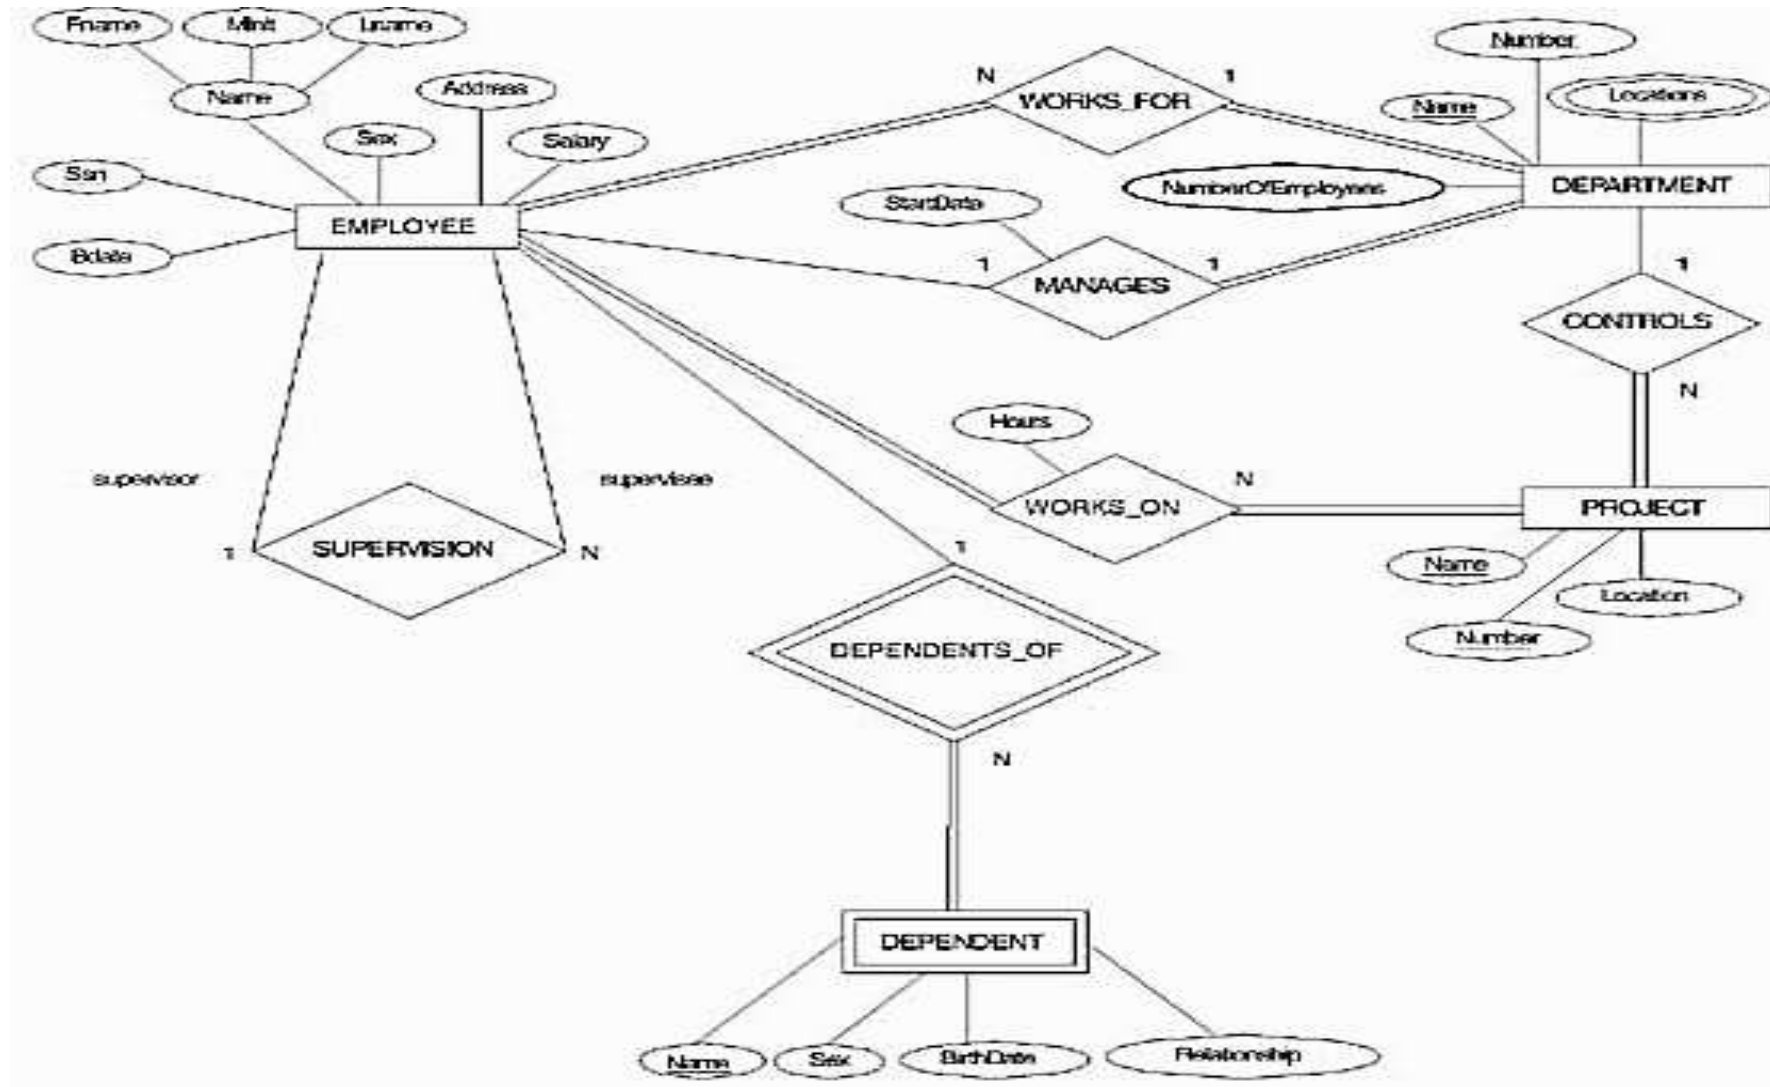 Fname Minit Lname
Number
Name
Address
WORKS_FOR
N
1
Name
Locations
Sex
Salary
Ssn
StartDate
NumberOfEmployees
DEPARTMENT
EMPLOYEE
Bdate
1
1
MANAGES
1
CONTROLS
N
Hours
supervisor
supervisee
N
WORKS_ON
PROJECT
SUPERVISION
1
N
1
Name
Location
Number
DEPENDENTS_OF
N
DEPENDENT
Name
Sex
BirthDate
Relationship